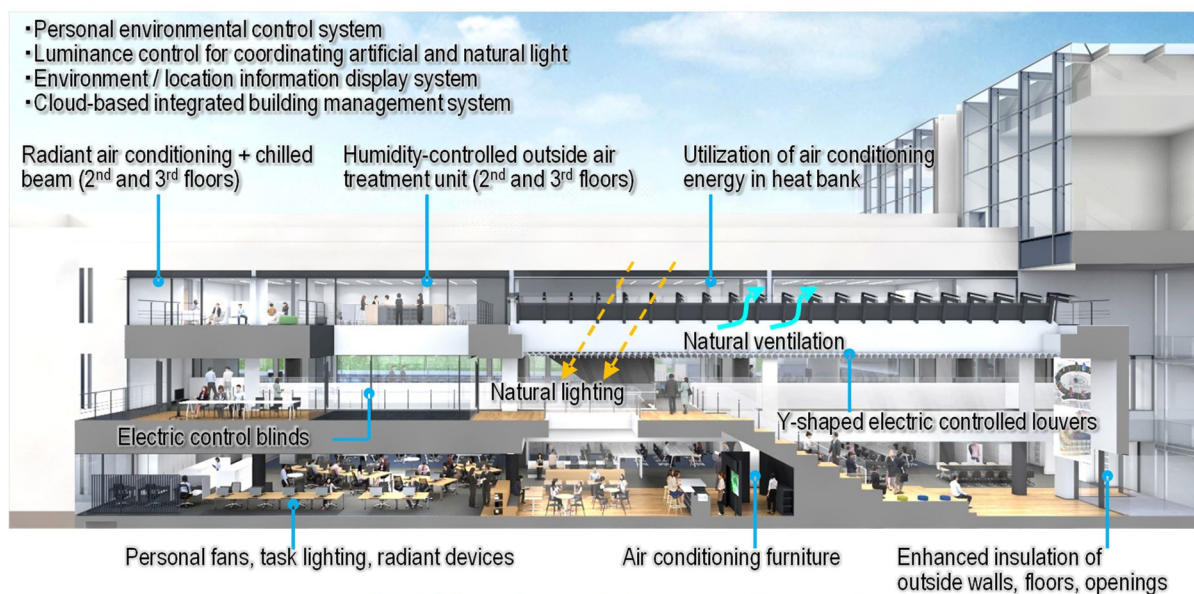 ・Personal environmental control system
・Luminance control for coordinating artificial and natural light
・Environment / location information display system
・Cloud-based integrated building management system
Radiant air conditioning + chilled
beam (2nd and 3rd floors)
Humidity-controlled outside air
treatment unit (2nd and 3rd floors)
Utilization of air conditioning
energy in heat bank
Natural ventilation
Natural lighting
Electric control blinds
Y-shaped electric controlled louvers
Personal fans, task lighting, radiant devices
Air conditioning furniture
Enhanced insulation of
outside walls, floors, openings